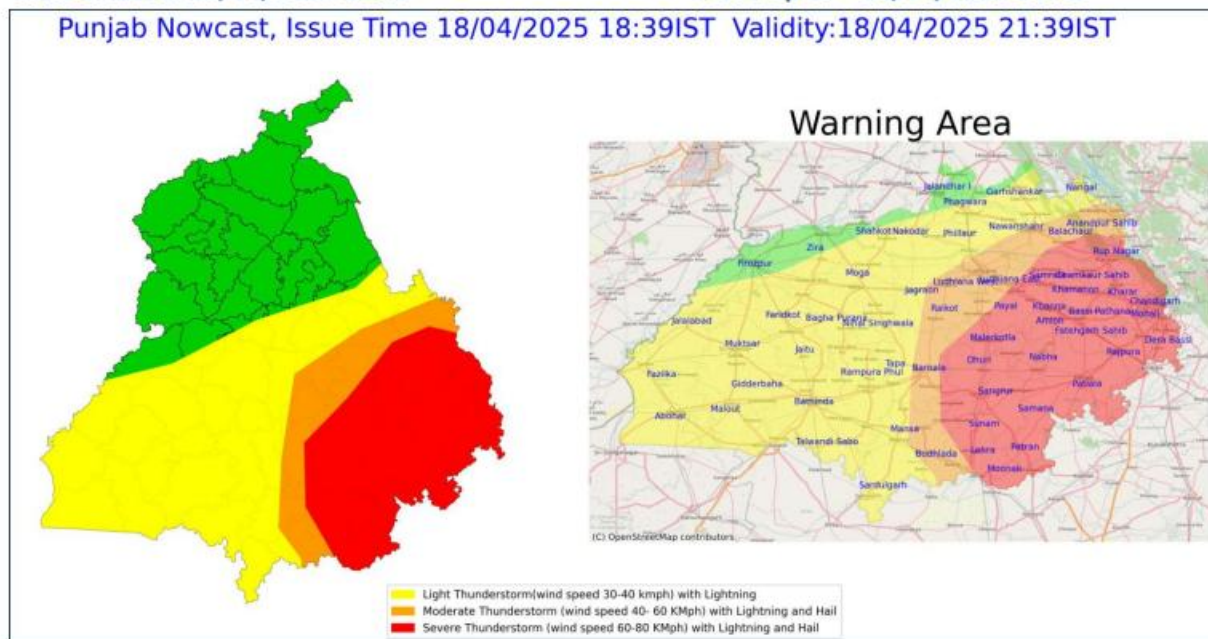 Punjab Nowcast, Issue Time 18/04/2025 18:39IST Validity:18/04/2025 21:39IST
Warning Area
Jalandhar I
Garhshankar
Nangal
Phagwara
Anandpur Sahib
Shahkot
Nakodar
Phillaur
Nawanshahr
Balachaur
Zira
Rup Nagar
Firozpur
Moga
Ludhiana West
Ludhiana East
Samrala
Chamkaur Sahib
Jagraon
Khamanon
Kharar
Chandigarh
Jalalabad
Faridkot
Bagha Purana
Nihal Singhwala
Raikot
Payal
Khanna
Bassi Pathana
Mohali
Amloh
Fatehgarh Sahib
Muktsar
Jaitu
Malerkotla
Dera Bassi
Tapa
Dhuri
Nabha
Rajpura
Fazilka
Rampura Phul
Barnala
Gidderbaha
Sangrur
Patiala
Abohar
Malout
Bathinda
Samana
Mansa
Sunam
Talwandi Sabo
Budhlada
Lehra
Patran
Moonak
Sardulgarh
(C) OpenStreetMap contributors
Light Thunderstorm(wind speed 30-40 kmph) with Lightning
Moderate Thunderstorm (wind speed 40- 60 KMph) with Lightning and Hail
Severe Thunderstorm (wind speed 60-80 KMph) with Lightning and Hail